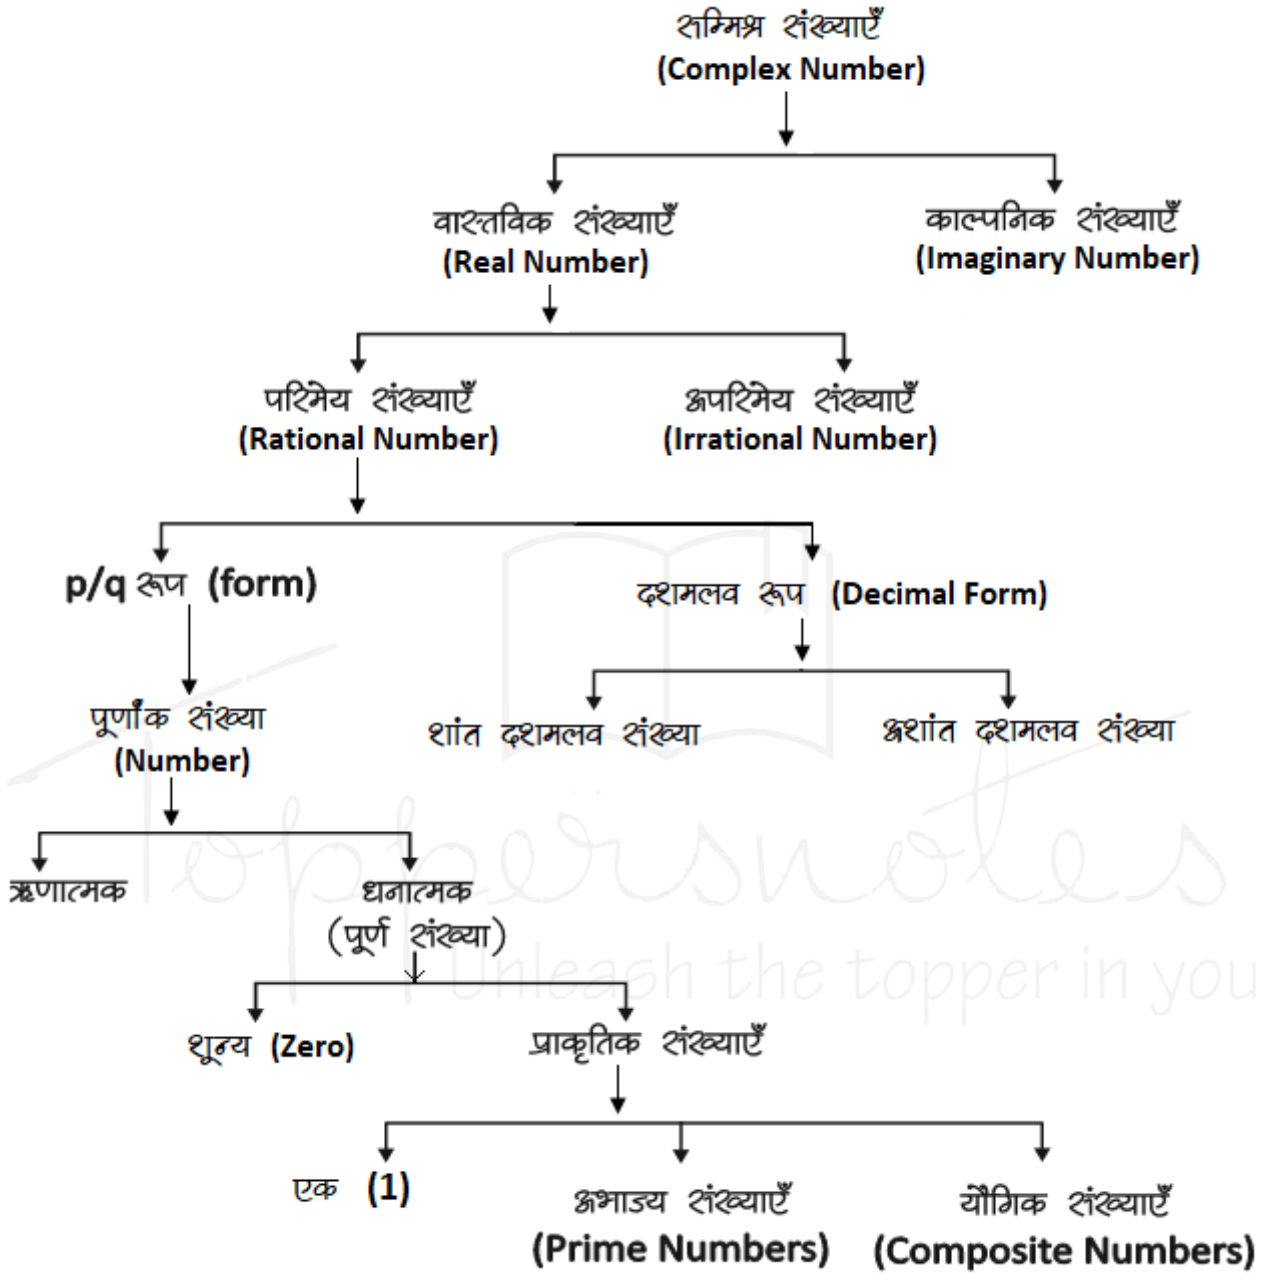 सम्मिश्र संख्याएँ
(Complex Number)
वास्तविक संख्याएँ
(Real Number)
काल्पनिक संख्याएँ
(Imaginary Number)
परिमेय संख्याएँ
(Rational Number)
अपरिमेय संख्याएँ
(Irrational Number)
p/q रूप (form)
दशमलव रूप (Decimal Form)
पूर्णांक संख्या
(Number)
शांत दशमलव संख्या
अशांत दशमलव संख्या
ऋणात्मक
धनात्मक
(पूर्ण संख्या)
शून्य (Zero)
प्राकृतिक संख्याएँ
एक (1)
अभाज्य संख्याएँ
(Prime Numbers)
यौगिक संख्याएँ
(Composite Numbers)
Toppersnotes
Unleash the topper in you